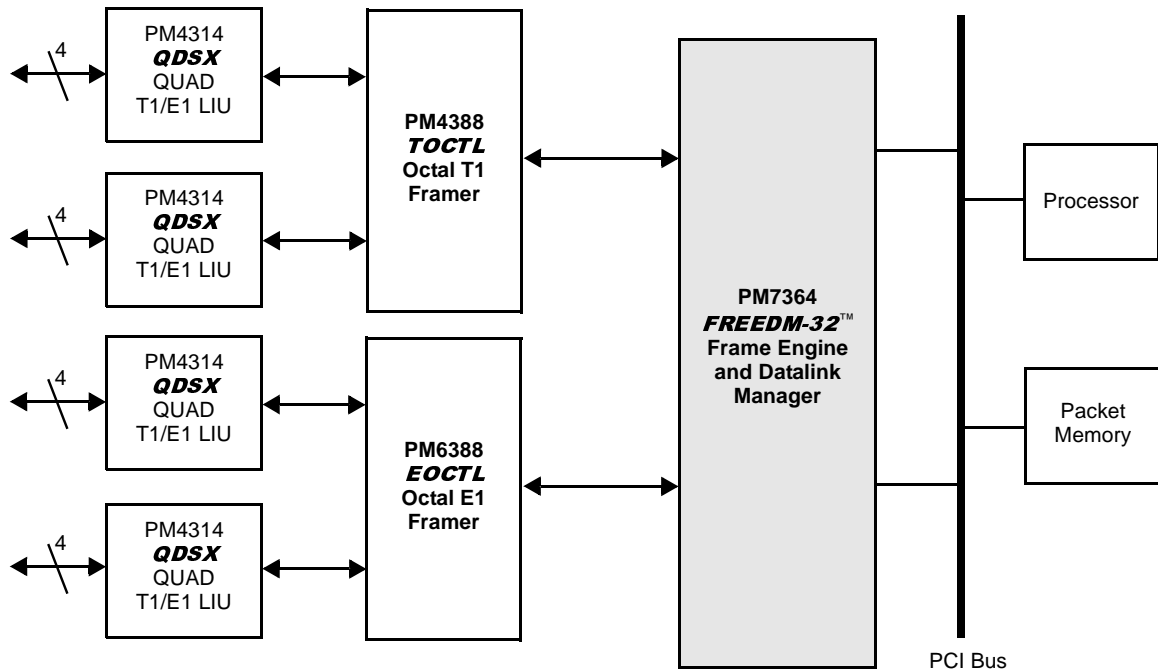 4
PM4314
QDSX
QUAD
T1/E1 LIU
4
PM4314
QDSX
QUAD
T1/E1 LIU
4
PM4314
QDSX
QUAD
T1/E1 LIU
4
PM4314
QDSX
QUAD
T1/E1 LIU
PM4388
TOCTL
Octal T1
Framer
PM6388
EOCTL
Octal E1
Framer
PM7364
FREEDM-32™
Frame Engine
and Datalink
Manager
Processor
Packet
Memory
PCI Bus